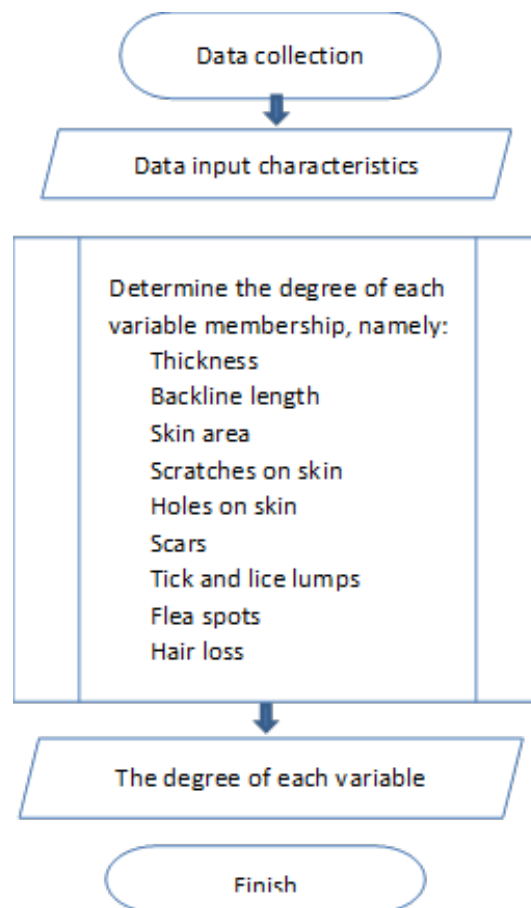 Data collection
Data input characteristics
Determine the degree of each
variable membership, namely:
Thickness
Backline length
Skin area
Scratches on skin
Holes on skin
Scars
Tick and lice lumps
Flea spots
Hair loss
The degree of each variable
Finish